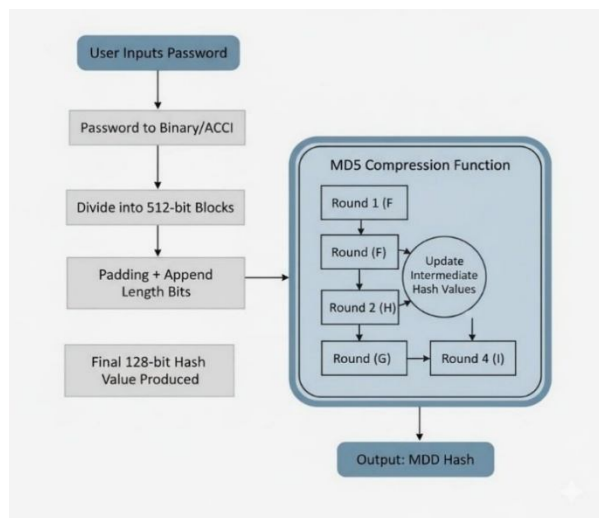 User Inputs Password
Password to Binary/ACCI
Divide into 512-bit Blocks
Padding + Append
Length Bits
Final 128-bit Hash
Value Produced
MD5 Compression Function
Round 1 (F
Round (F)
Update
Intermediate
Hash Values
Round 2 (H)
Round (G)
Round 4 (I)
Output: MDD Hash